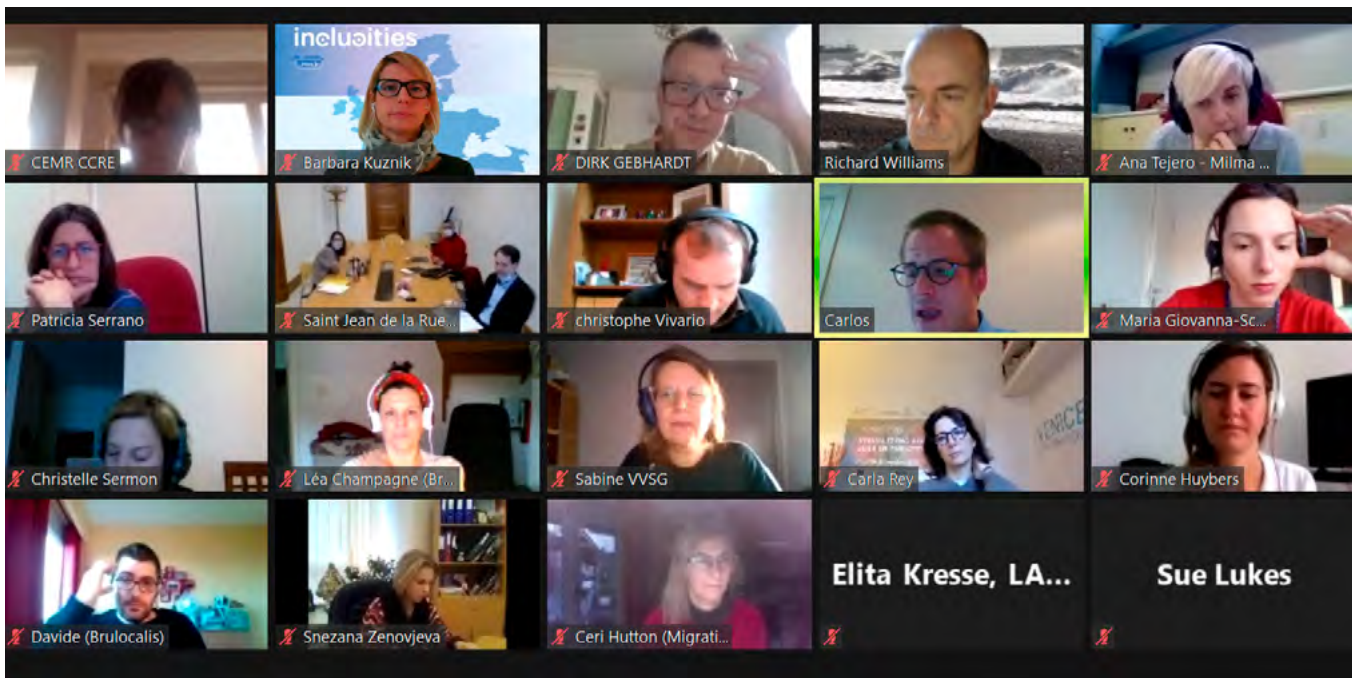 incluɔities
CEMR CCRE
Barbara Kuznik
DIRK GEBHARDT
Richard Williams
Ana Tejero - Milma ...
Patricia Serrano
Saint Jean de la Rue...
christophe Vivario
Carlos
Maria Giovanna-Sc...
Christelle Sermon
Léa Champagne (Br...
Sabine VVSG
VENICE
Carla Rey
Corinne Huybers
Davide (Brulocalis)
Snezana Zenovjeva
Ceri Hutton (Migrati...
Elita Kresse, LA...
Sue Lukes